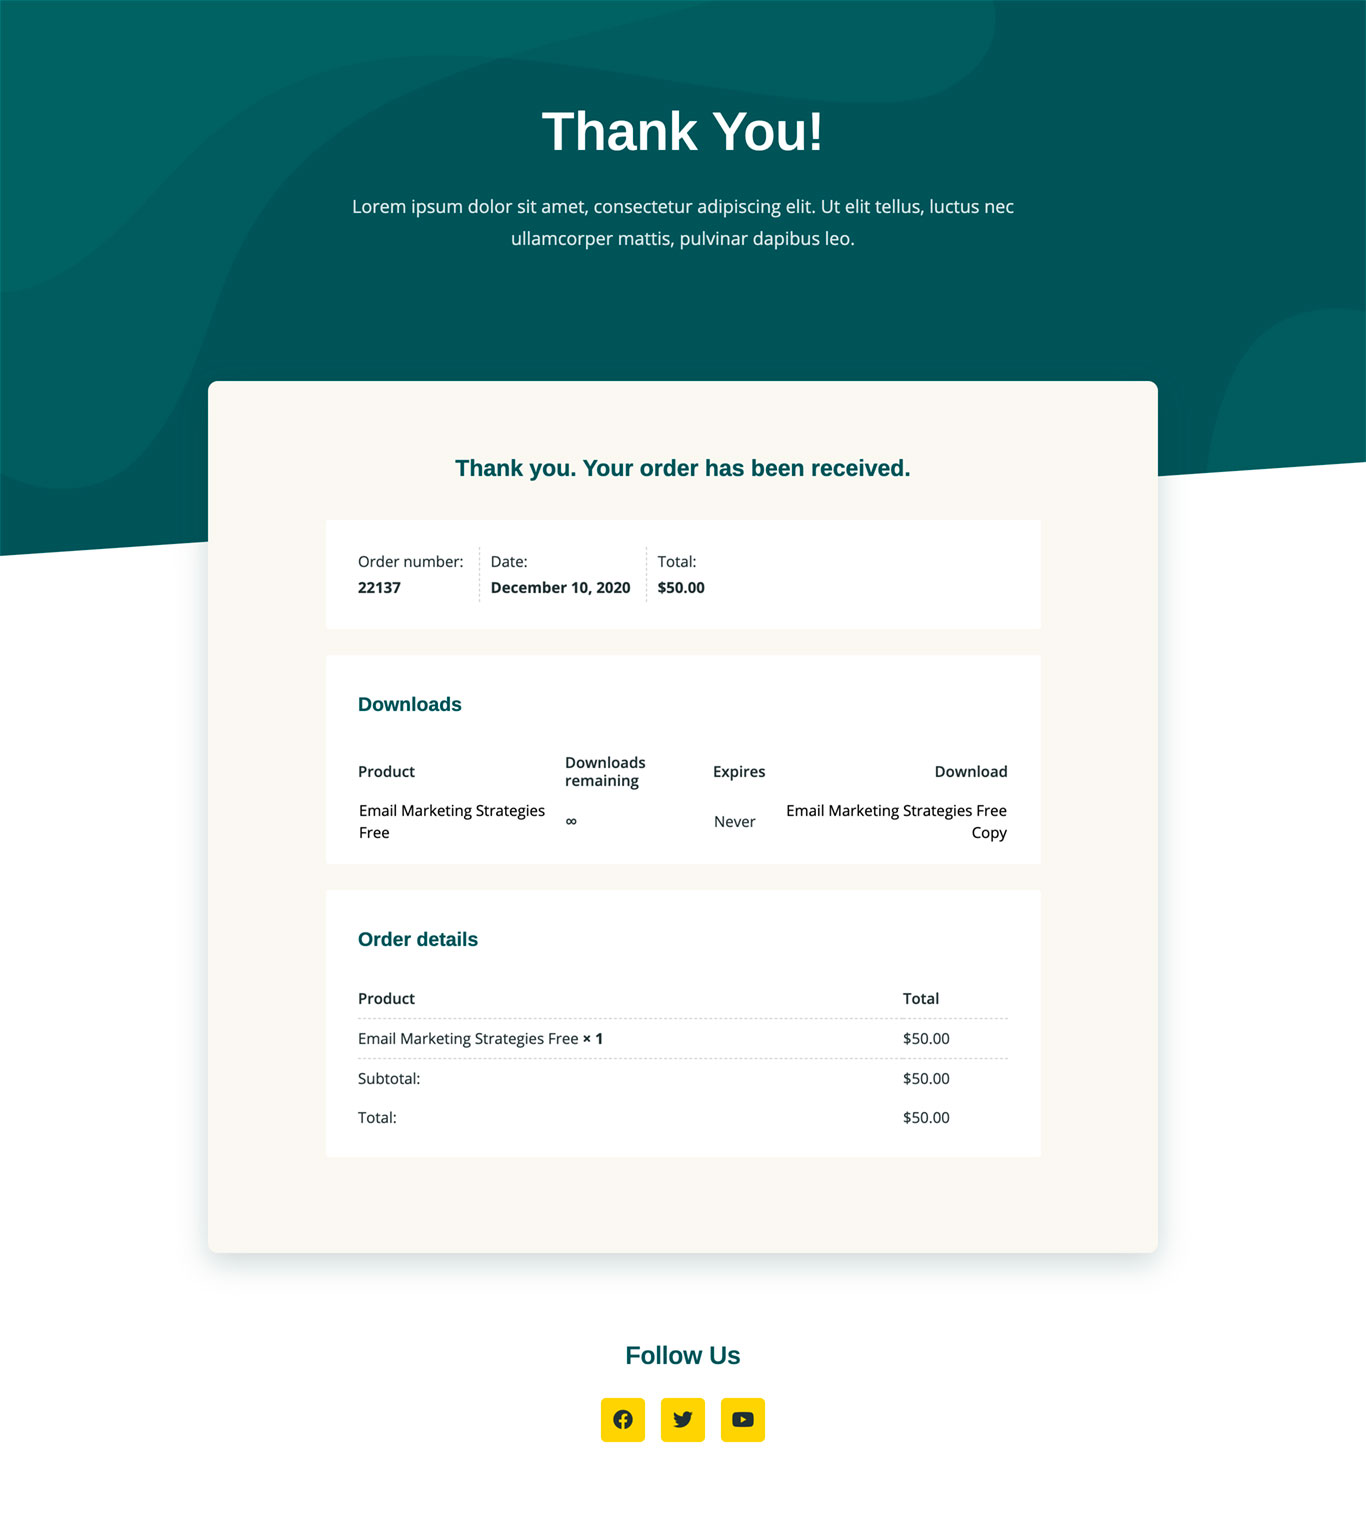 Thank You!
Lorem ipsum dolor sit amet, consectetur adipiscing elit. Ut elit tellus, luctus nec
ullamcorper mattis, pulvinar dapibus leo.
Thank you. Your order has been received.
Order number: Date: Total:
22137 December 10, 2020 $50.00
Downloads
Product Downloads remaining Expires Download
Email Marketing Strategies Free ∞ Never Email Marketing Strategies Free Copy
Order details
Product Total
Email Marketing Strategies Free × 1 $50.00
Subtotal: $50.00
Total: $50.00
Follow Us